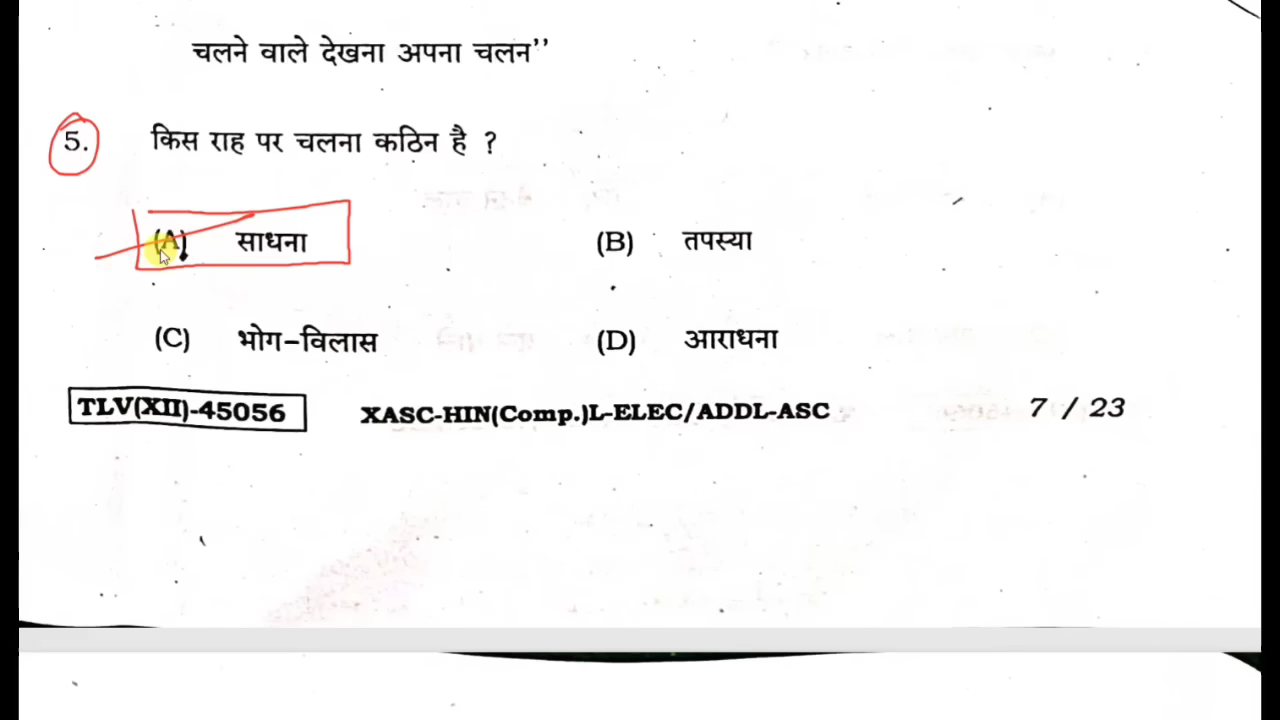 चलने वाले देखना अपना चलन’’
5. किस राह पर चलना कठिन है ?
(A) साधना (B) तपस्या
(C) भोग-विलास (D) आराधना
TLV(XII)-45056 XASC-HIN(Comp.)L-ELEC/ADDL-ASC 7 / 23